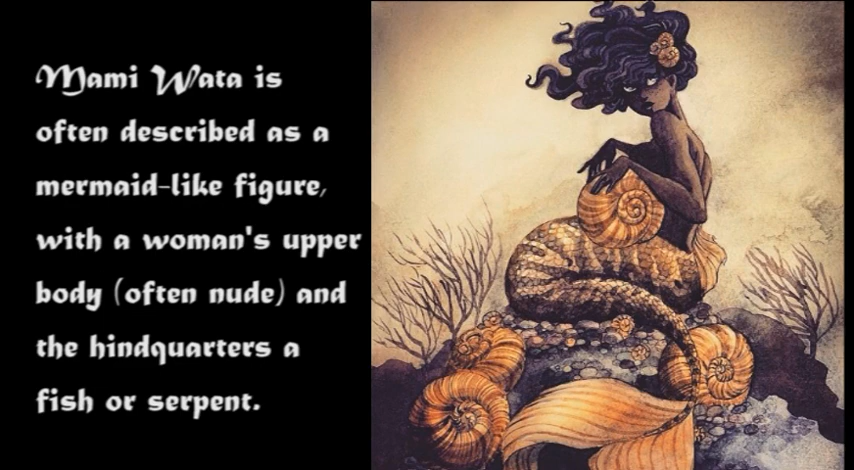 Mami Wata is
often described as a
mermaid-like figure,
with a woman's upper
body (often nude) and
the hindquarters a
fish or serpent.